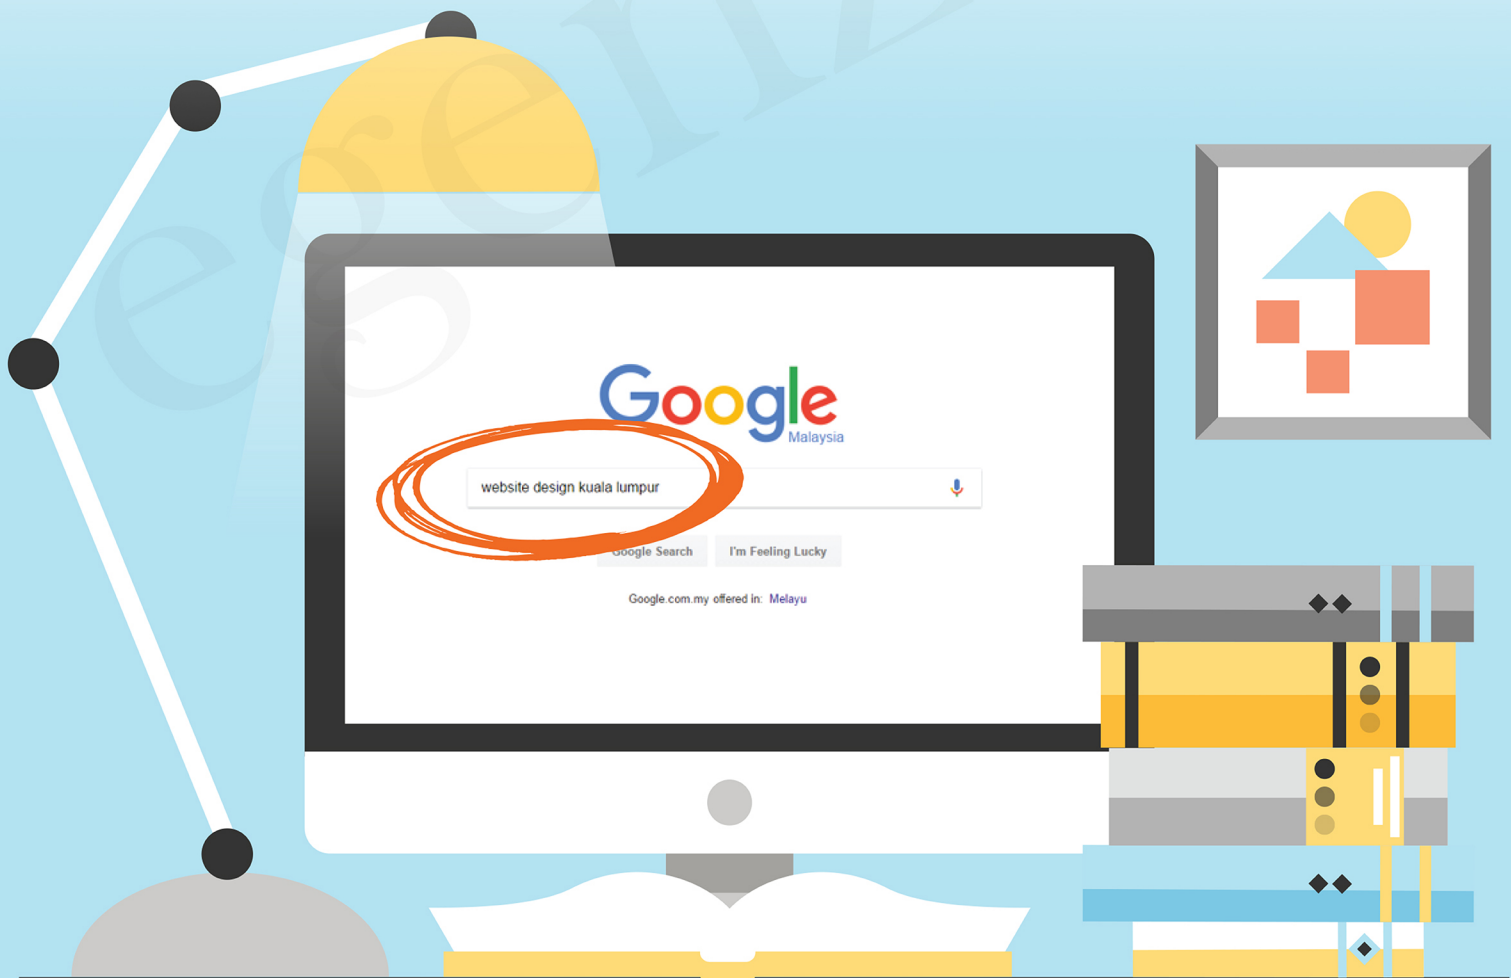 Google
Malaysia
website design kuala lumpur
Google Search
I'm Feeling Lucky
Google.com.my offered in: Melayu